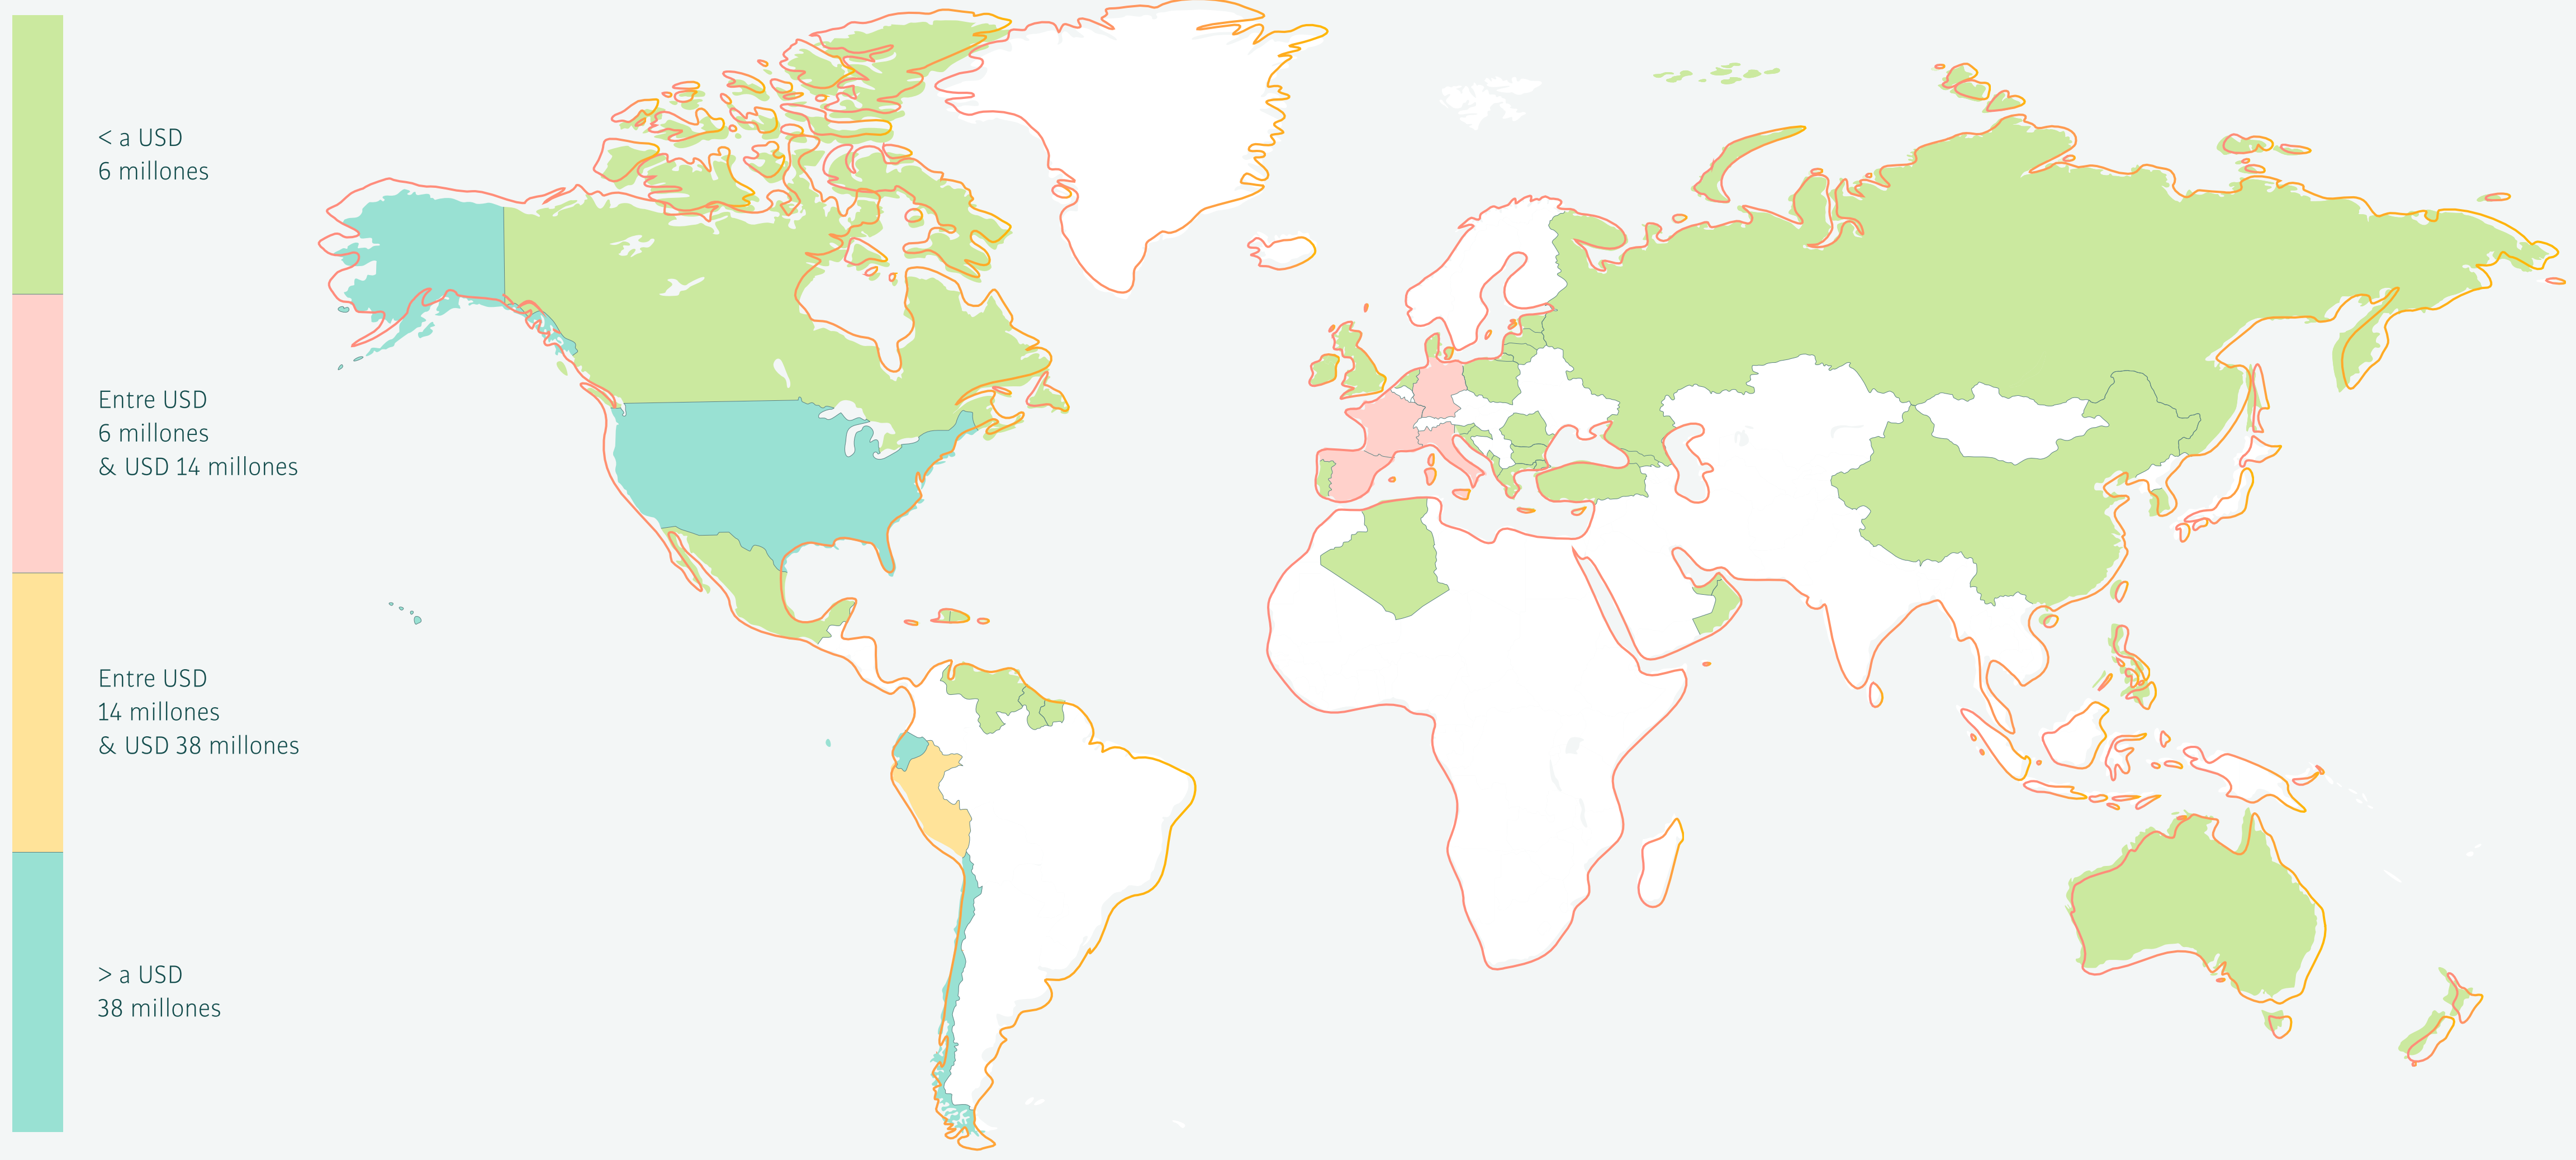 < a USD
6 millones
Entre USD
6 millones
& USD 14 millones
Entre USD
14 millones
& USD 38 millones
> a USD
38 millones